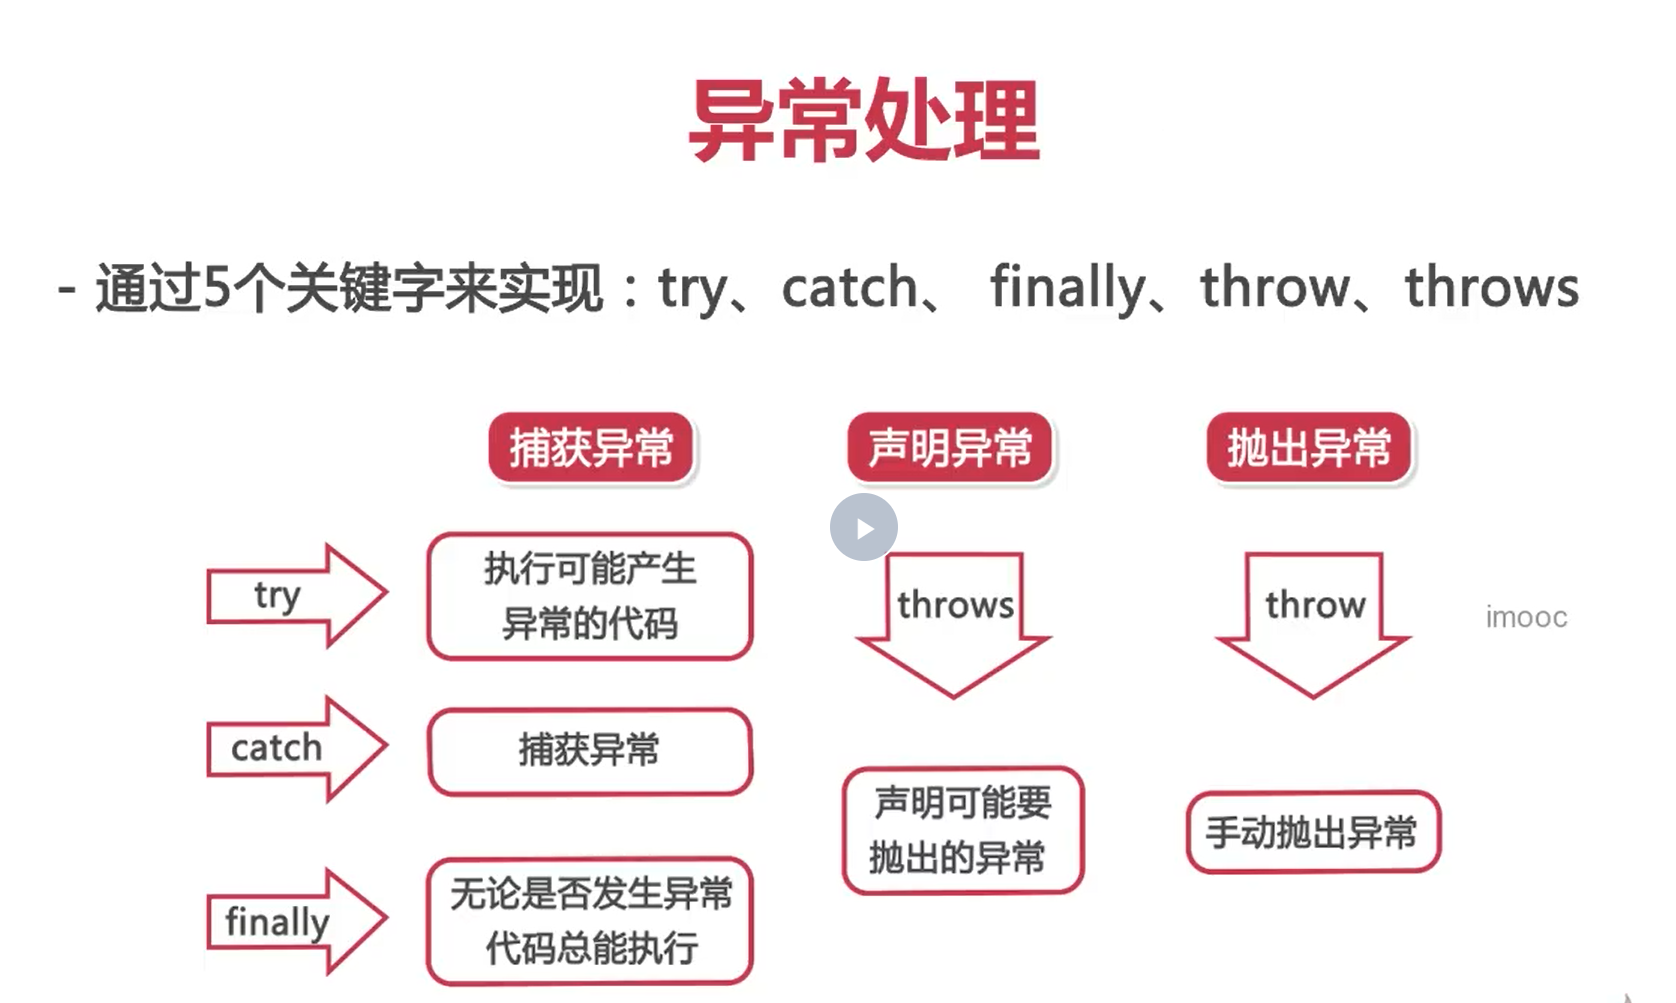 异常处理
- 通过5个关键字来实现：try、catch、 finally、throw、throws
捕获异常
声明异常
抛出异常
try
执行可能产生
异常的代码
catch
捕获异常
finally
无论是否发生异常
代码总能执行
throws
声明可能要
抛出的异常
throw
手动抛出异常
imooc